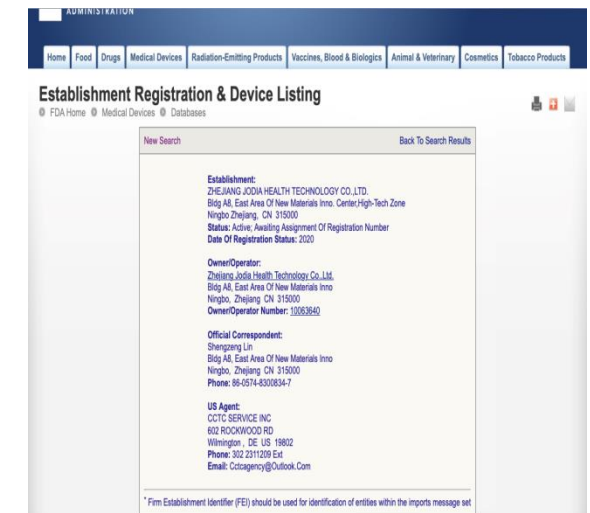 ADMINISTRATION
Home Food Drugs Medical Devices Radiation-Emitting Products Vaccines, Blood & Biologics Animal & Veterinary Cosmetics Tobacco Products
Establishment Registration & Device Listing
FDA Home Medical Devices Databases
New Search Back To Search Results
Establishment:
ZHEJIANG JODIA HEALTH TECHNOLOGY CO.,LTD.
Bldg A8, East Area Of New Materials Inno. Center,High-Tech Zone
Ningbo Zhejiang, CN 315000
Status: Active; Awaiting Assignment Of Registration Number
Date Of Registration Status: 2020
Owner/Operator:
Zhejiang Jodia Health Technology Co.,Ltd.
Bldg A8, East Area Of New Materials Inno
Ningbo, Zhejiang CN 315000
Owner/Operator Number: 10063640
Official Correspondent:
Shengzeng Lin
Bldg A8, East Area Of New Materials Inno
Ningbo, Zhejiang CN 315000
Phone: 86-0574-8300834-7
US Agent:
CCTC SERVICE INC
602 ROCKWOOD RD
Wilmington , DE US 19802
Phone: 302 2311209 Ext
Email: Cctcagency@Outlook.Com
* Firm Establishment Identifier (FEI) should be used for identification of entities within the imports message set